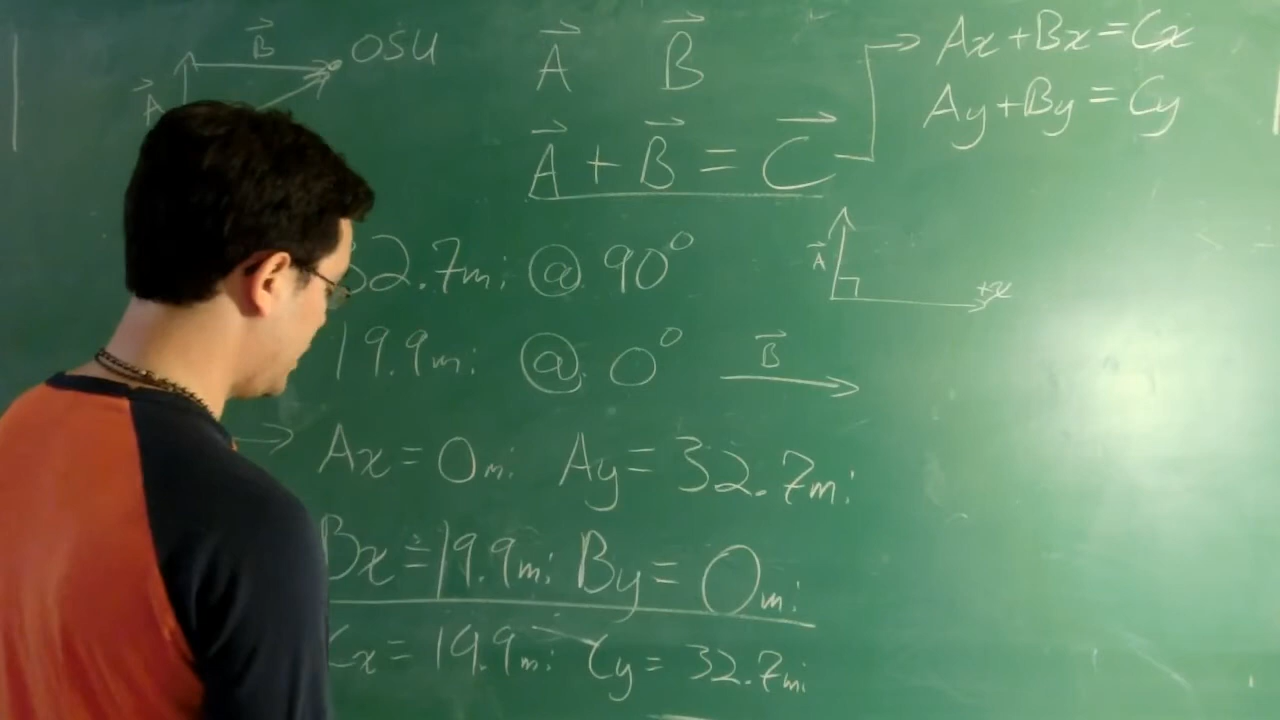 B OSU
A
A B
A + B = C
Ax+Bx=Cx
Ay+By=Cy
32.7mi @ 90°
A
+x
19.9mi @ 0°
B
Ax= 0mi Ay= 32.7mi
Bx=19.9mi By= 0mi
Cx= 19.9mi Cy= 32.7mi